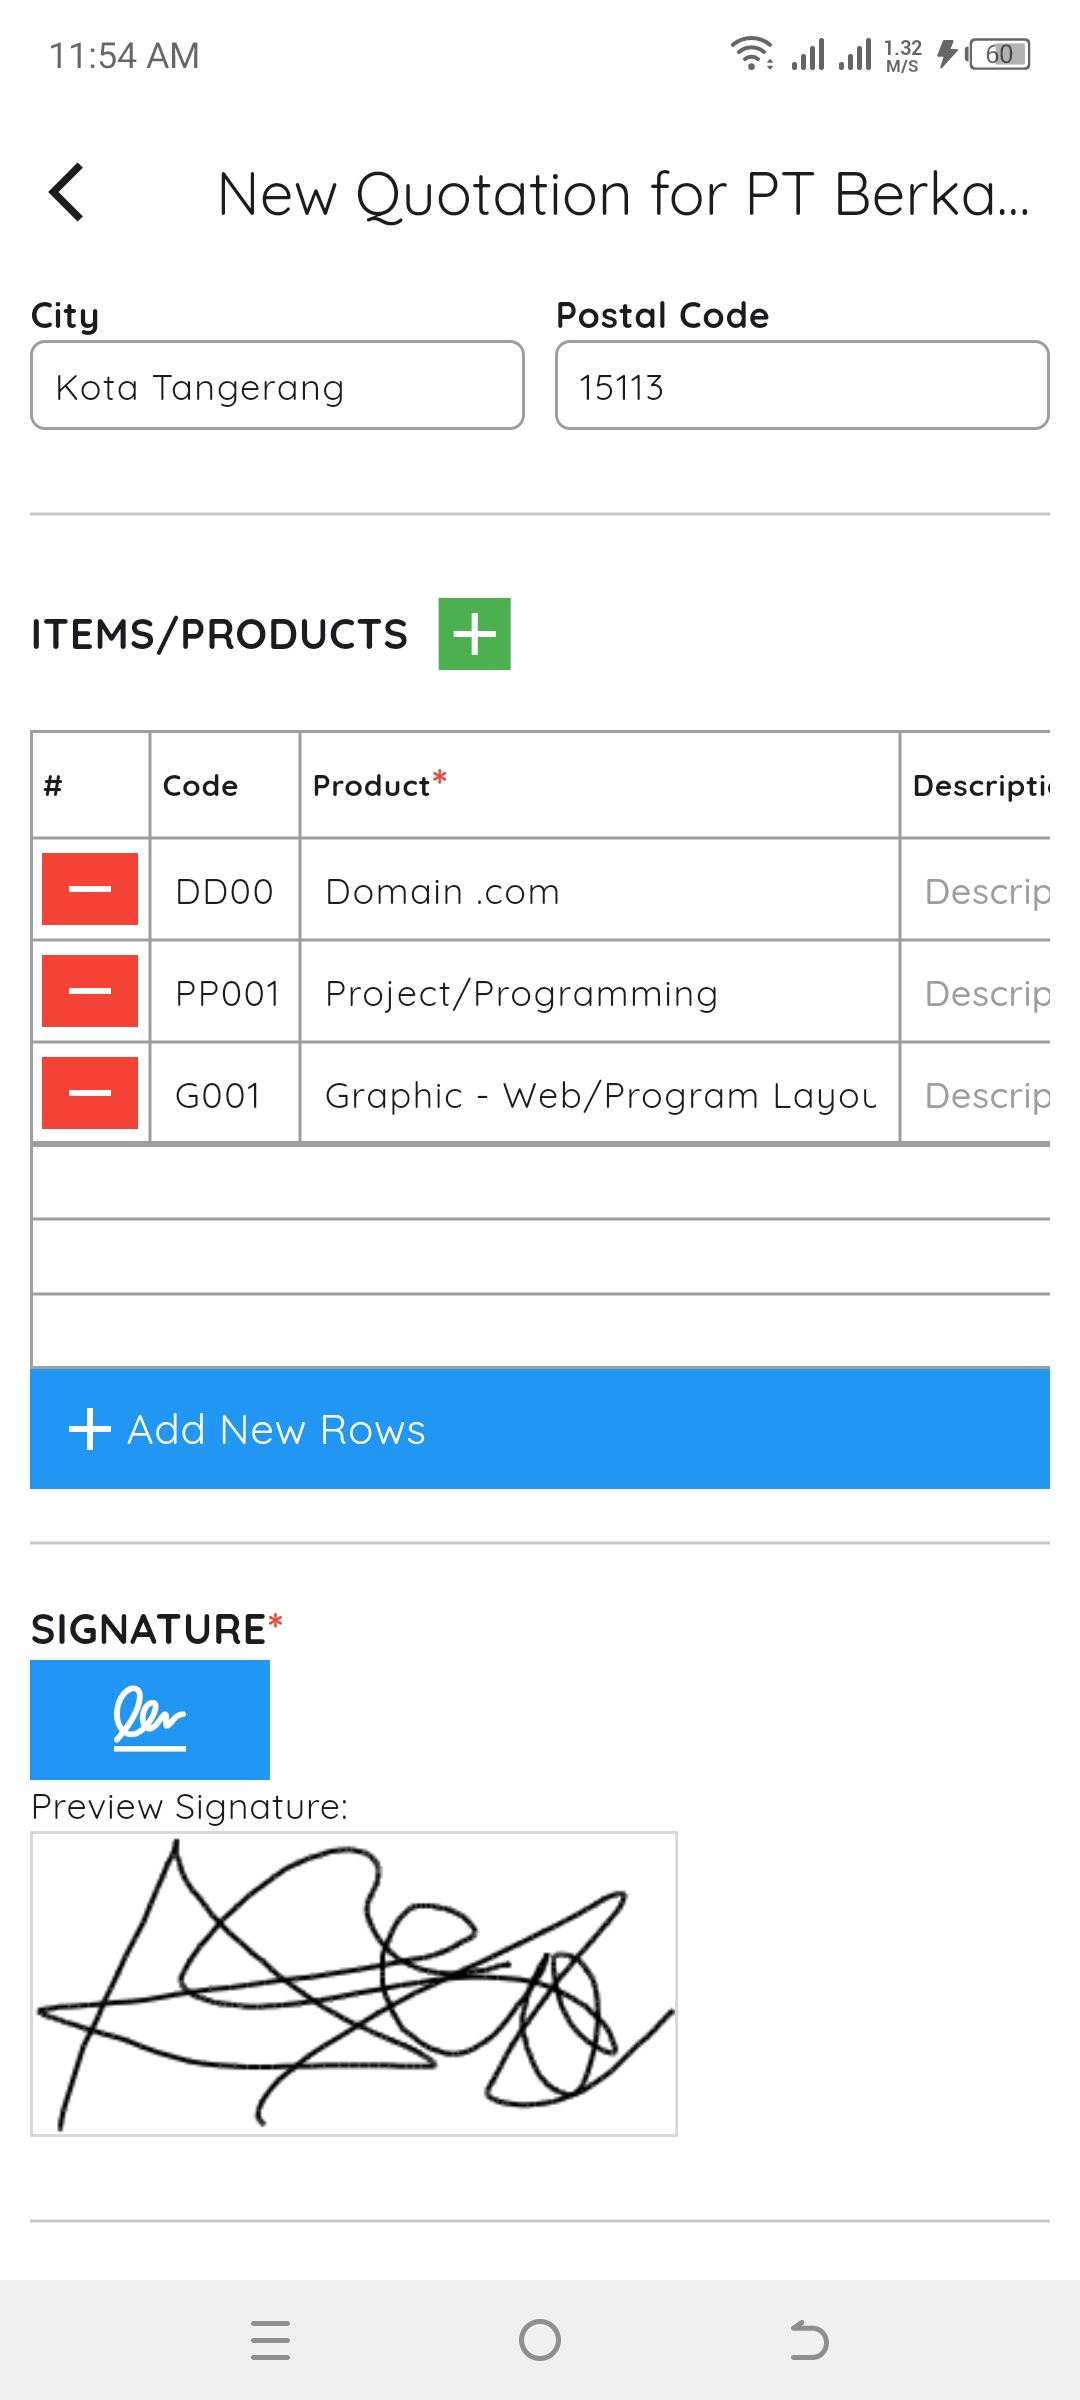 11:54 AM 1.32 M/S 60
New Quotation for PT Berka...
City Postal Code
Kota Tangerang 15113
ITEMS/PRODUCTS
# Code Product* Descripti
DD00 Domain .com Descrip
PP001 Project/Programming Descrip
G001 Graphic - Web/Program Layou Descrip
Add New Rows
SIGNATURE*
Preview Signature: